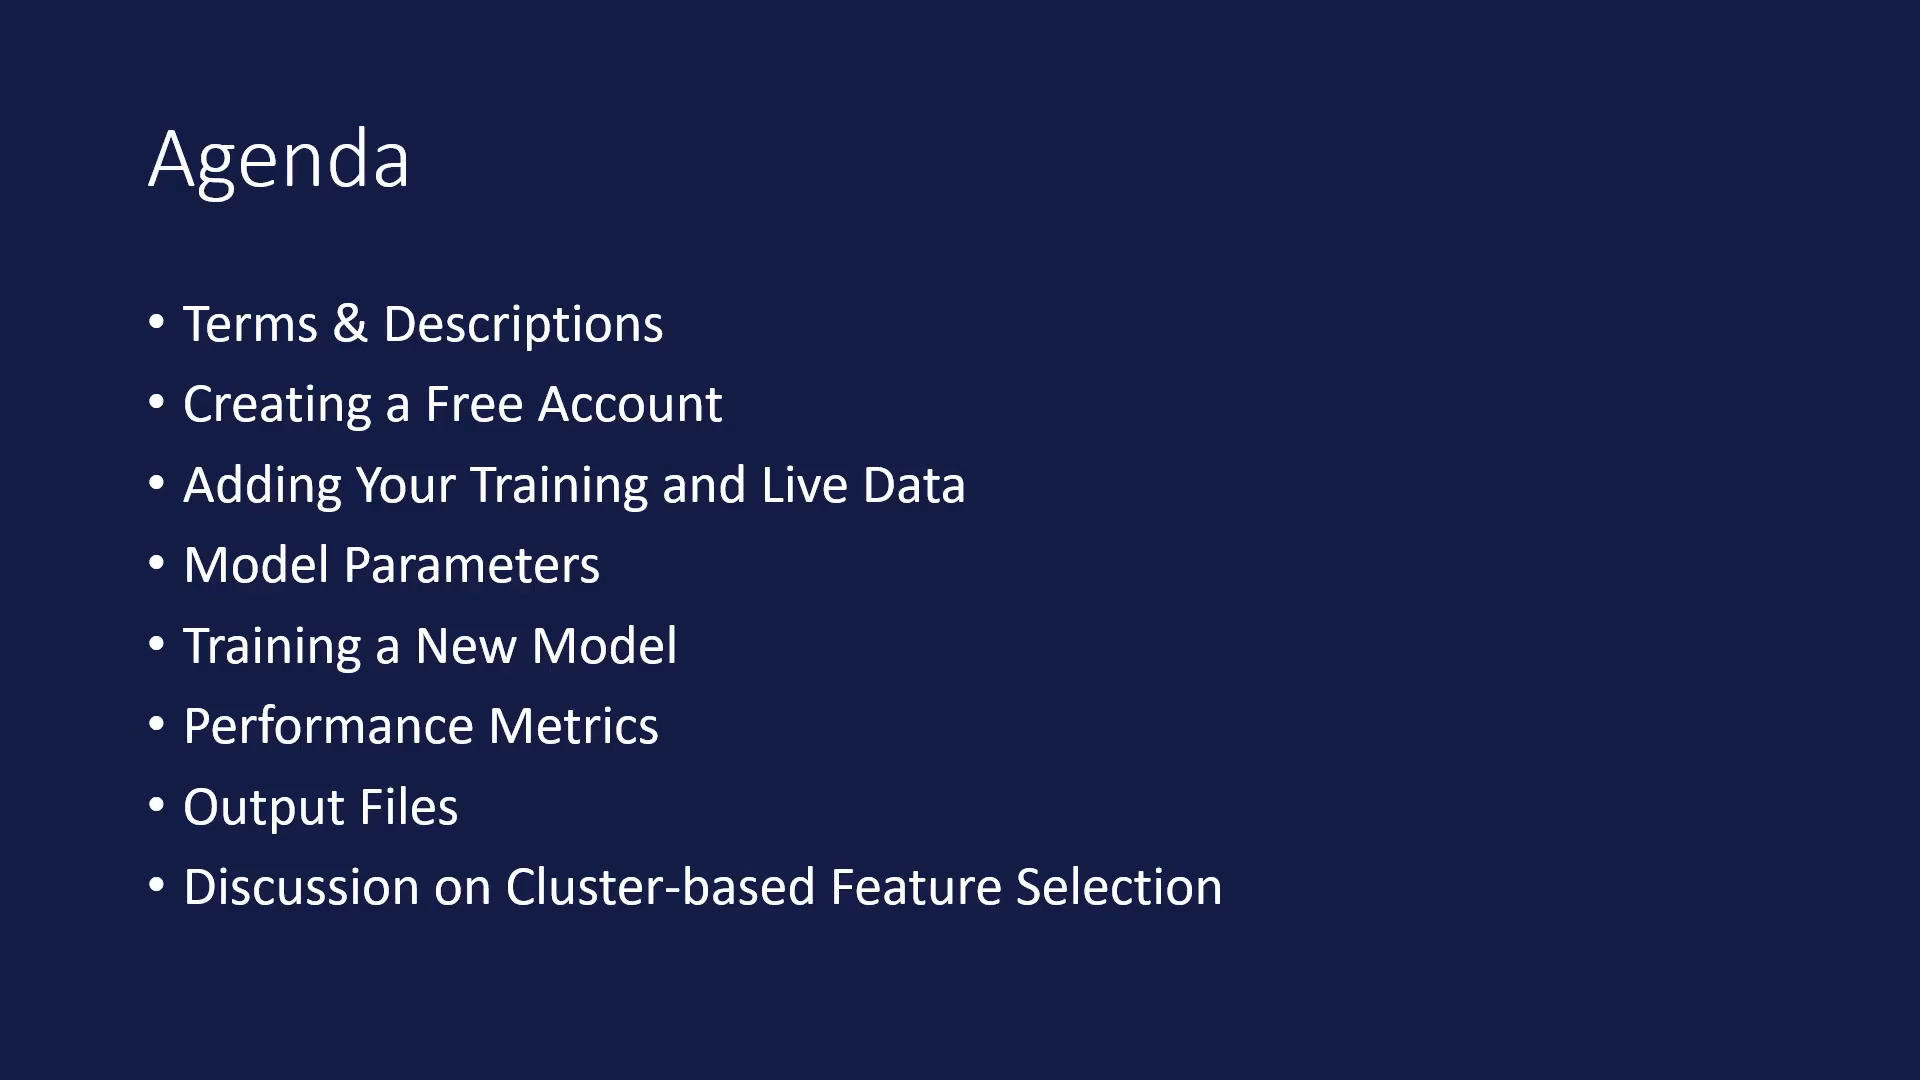 Agenda
• Terms & Descriptions
• Creating a Free Account
• Adding Your Training and Live Data
• Model Parameters
• Training a New Model
• Performance Metrics
• Output Files
• Discussion on Cluster-based Feature Selection